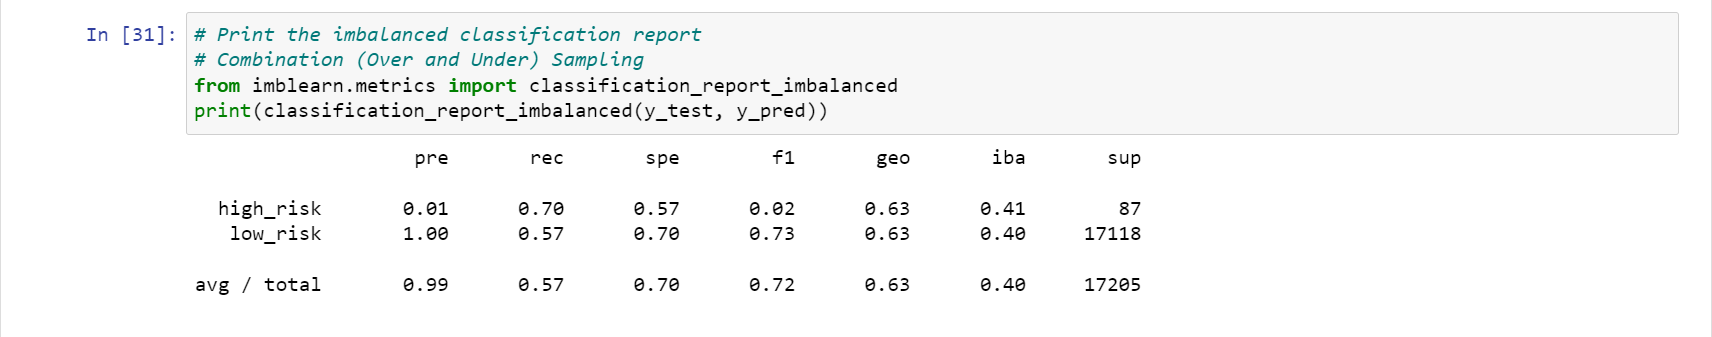 In [31]: # Print the imbalanced classification report
# Combination (Over and Under) Sampling
from imblearn.metrics import classification_report_imbalanced
print(classification_report_imbalanced(y_test, y_pred))
pre rec spe f1 geo iba sup
high_risk 0.01 0.70 0.57 0.02 0.63 0.41 87
low_risk 1.00 0.57 0.70 0.73 0.63 0.40 17118
avg / total 0.99 0.57 0.70 0.72 0.63 0.40 17205